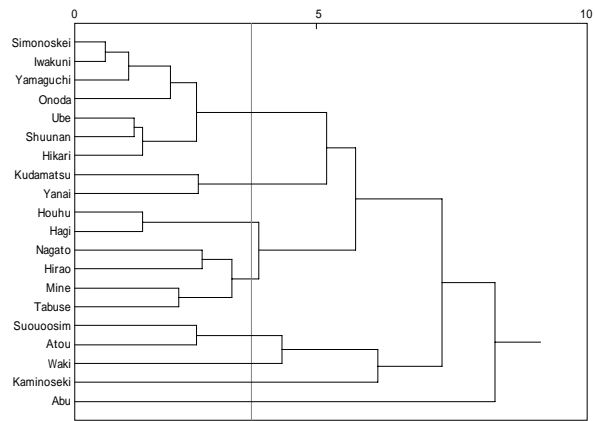 0 5 10
Simonoskei
Iwakuni
Yamaguchi
Onoda
Ube
Shuunan
Hikari
Kudamatsu
Yanai
Houhu
Hagi
Nagato
Hirao
Mine
Tabuse
Suouoosim
Atou
Waki
Kaminoseki
Abu